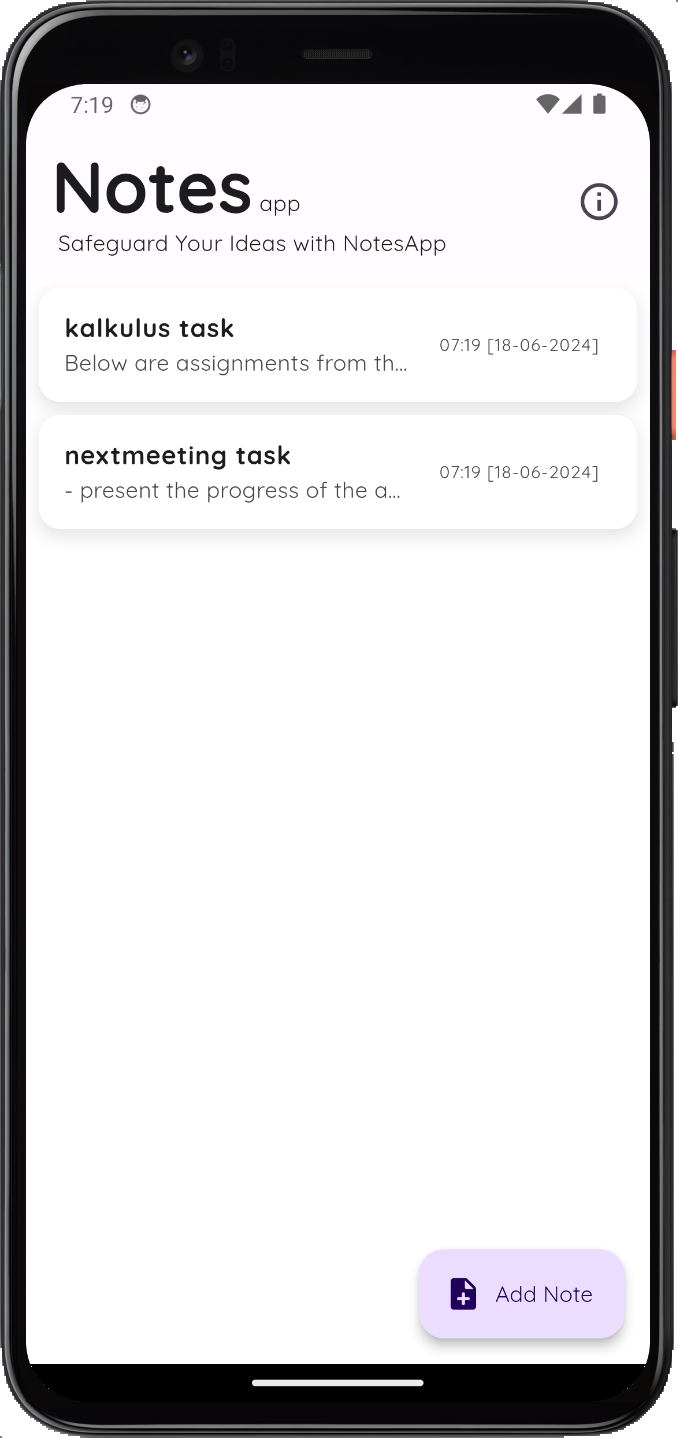 7:19
Notes app
Safeguard Your Ideas with NotesApp
kalkulus task
Below are assignments from th...
07:19 [18-06-2024]
nextmeeting task
- present the progress of the a...
07:19 [18-06-2024]
Add Note